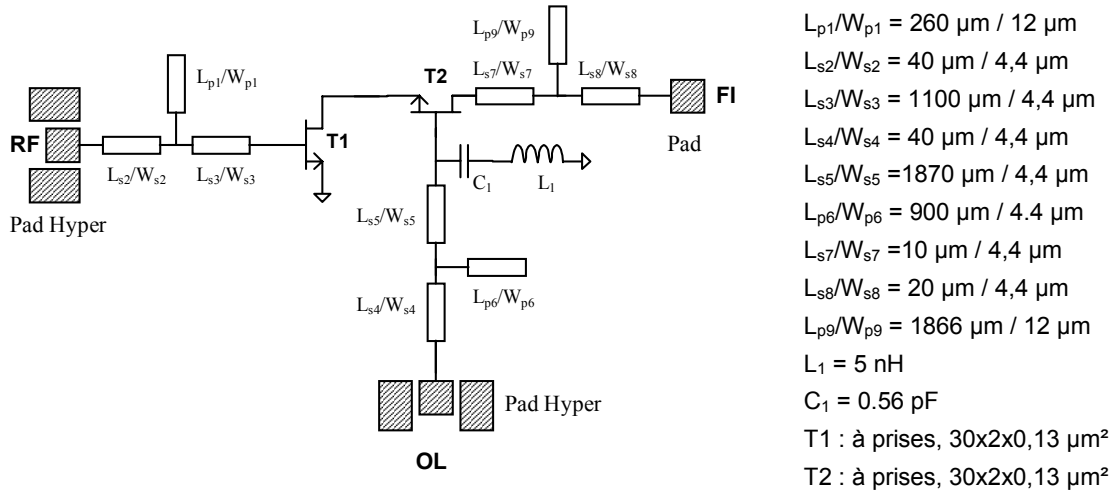 Lp9/Wp9
Lp1/Wp1
T2
Ls7/Ws7
Ls8/Ws8
FI
Pad
RF
T1
Ls2/Ws2
Ls3/Ws3
Pad Hyper
C1
L1
Ls5/Ws5
Ls4/Ws4
Lp6/Wp6
Pad Hyper
OL
Lp1/Wp1 = 260 µm / 12 µm
Ls2/Ws2 = 40 µm / 4,4 µm
Ls3/Ws3 = 1100 µm / 4,4 µm
Ls4/Ws4 = 40 µm / 4,4 µm
Ls5/Ws5 =1870 µm / 4,4 µm
Lp6/Wp6 = 900 µm / 4.4 µm
Ls7/Ws7 = 10 µm / 4,4 µm
Ls8/Ws8 = 20 µm / 4,4 µm
Lp9/Wp9 = 1866 µm / 12 µm
L1 = 5 nH
C1 = 0.56 pF
T1 : à prises, 30x2x0,13 µm²
T2 : à prises, 30x2x0,13 µm²